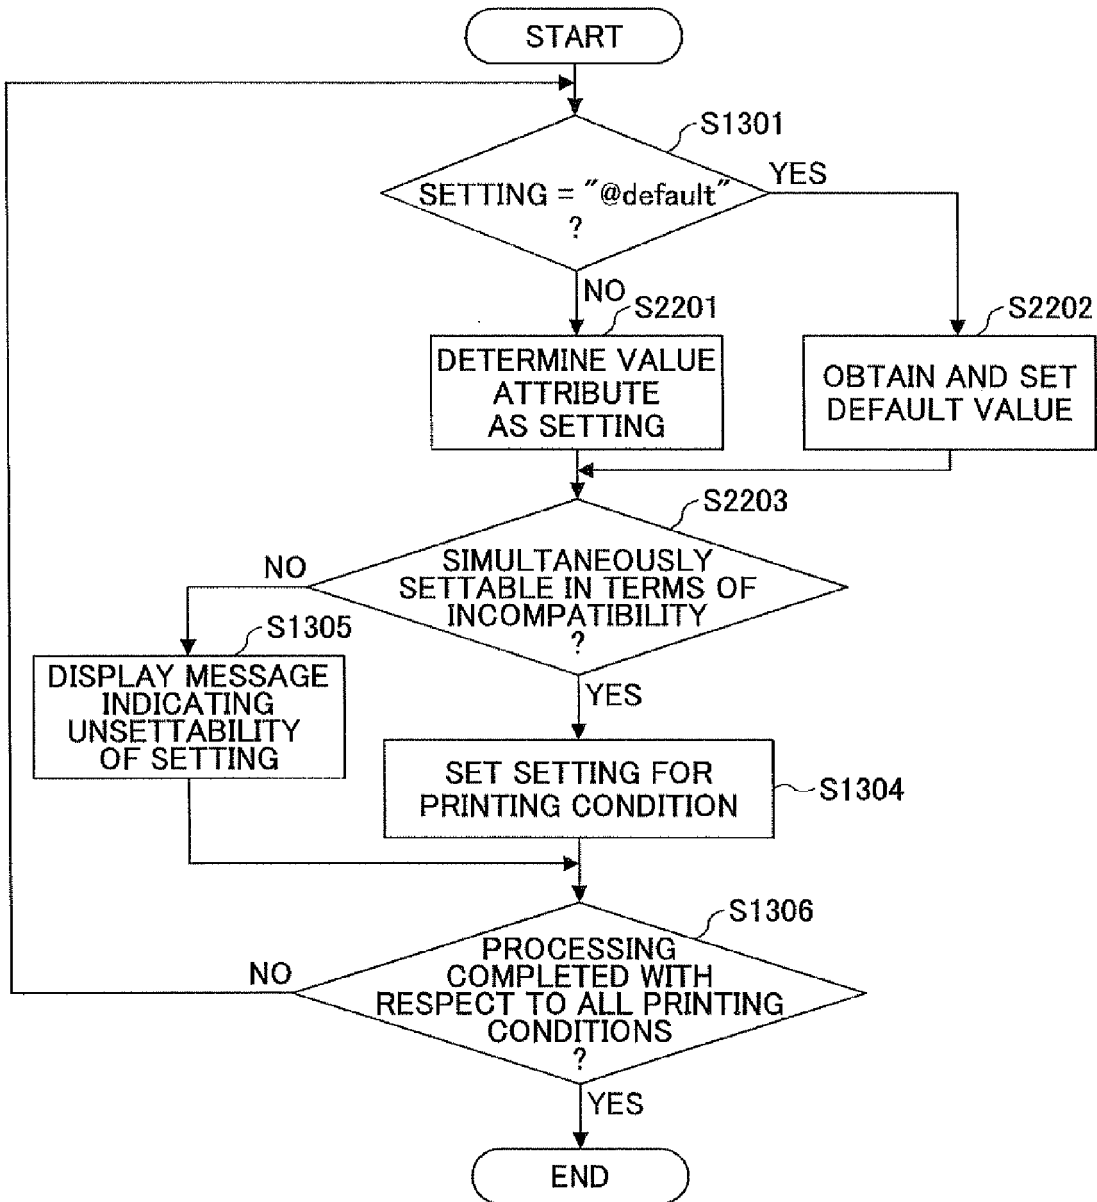 START
S1301
YES
SETTING = "@default"
?
NO
S2201
S2202
DETERMINE VALUE
ATTRIBUTE
AS SETTING
OBTAIN AND SET
DEFAULT VALUE
S2203
NO
SIMULTANEOUSLY
SETTABLE IN TERMS OF
INCOMPATIBILITY
?
S1305
YES
DISPLAY MESSAGE
INDICATING
UNSETTABILITY
OF SETTING
SET SETTING FOR
PRINTING CONDITION
S1304
S1306
NO
PROCESSING
COMPLETED WITH
RESPECT TO ALL PRINTING
CONDITIONS
?
YES
END